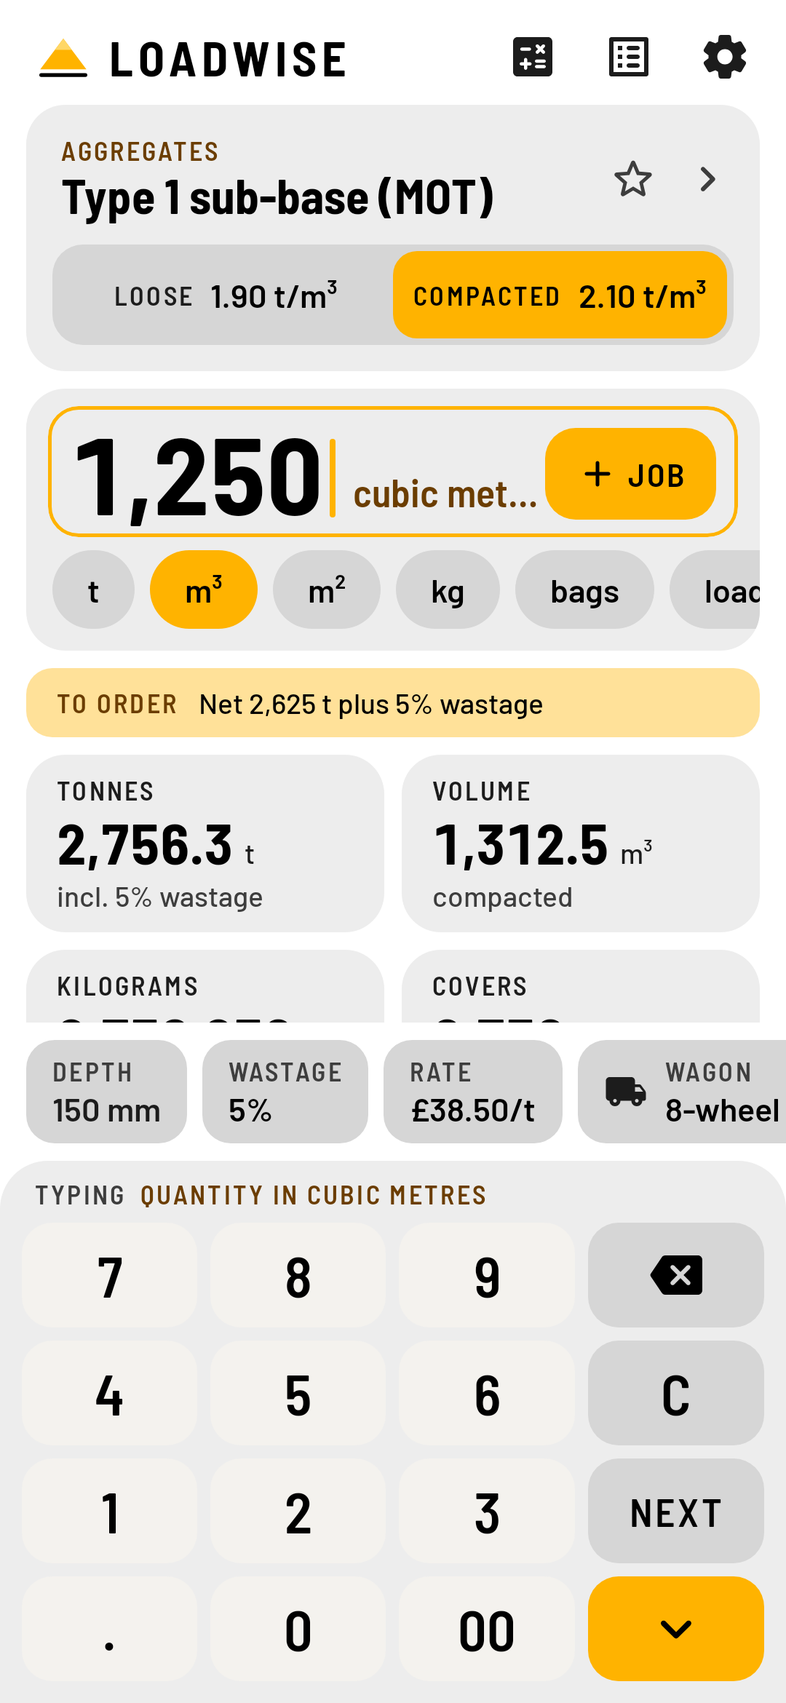 LOADWISE
AGGREGATES
Type 1 sub-base (MOT)
LOOSE 1.90 t/m³ COMPACTED 2.10 t/m³
1,250 cubic met... + JOB
t m³ m² kg bags load
TO ORDER Net 2,625 t plus 5% wastage
TONNES VOLUME
2,756.3 t 1,312.5 m³
incl. 5% wastage compacted
KILOGRAMS COVERS
DEPTH WASTAGE RATE WAGON
150 mm 5% £38.50/t 8-wheel
TYPING QUANTITY IN CUBIC METRES
7 8 9
4 5 6 C
1 2 3 NEXT
. 0 00